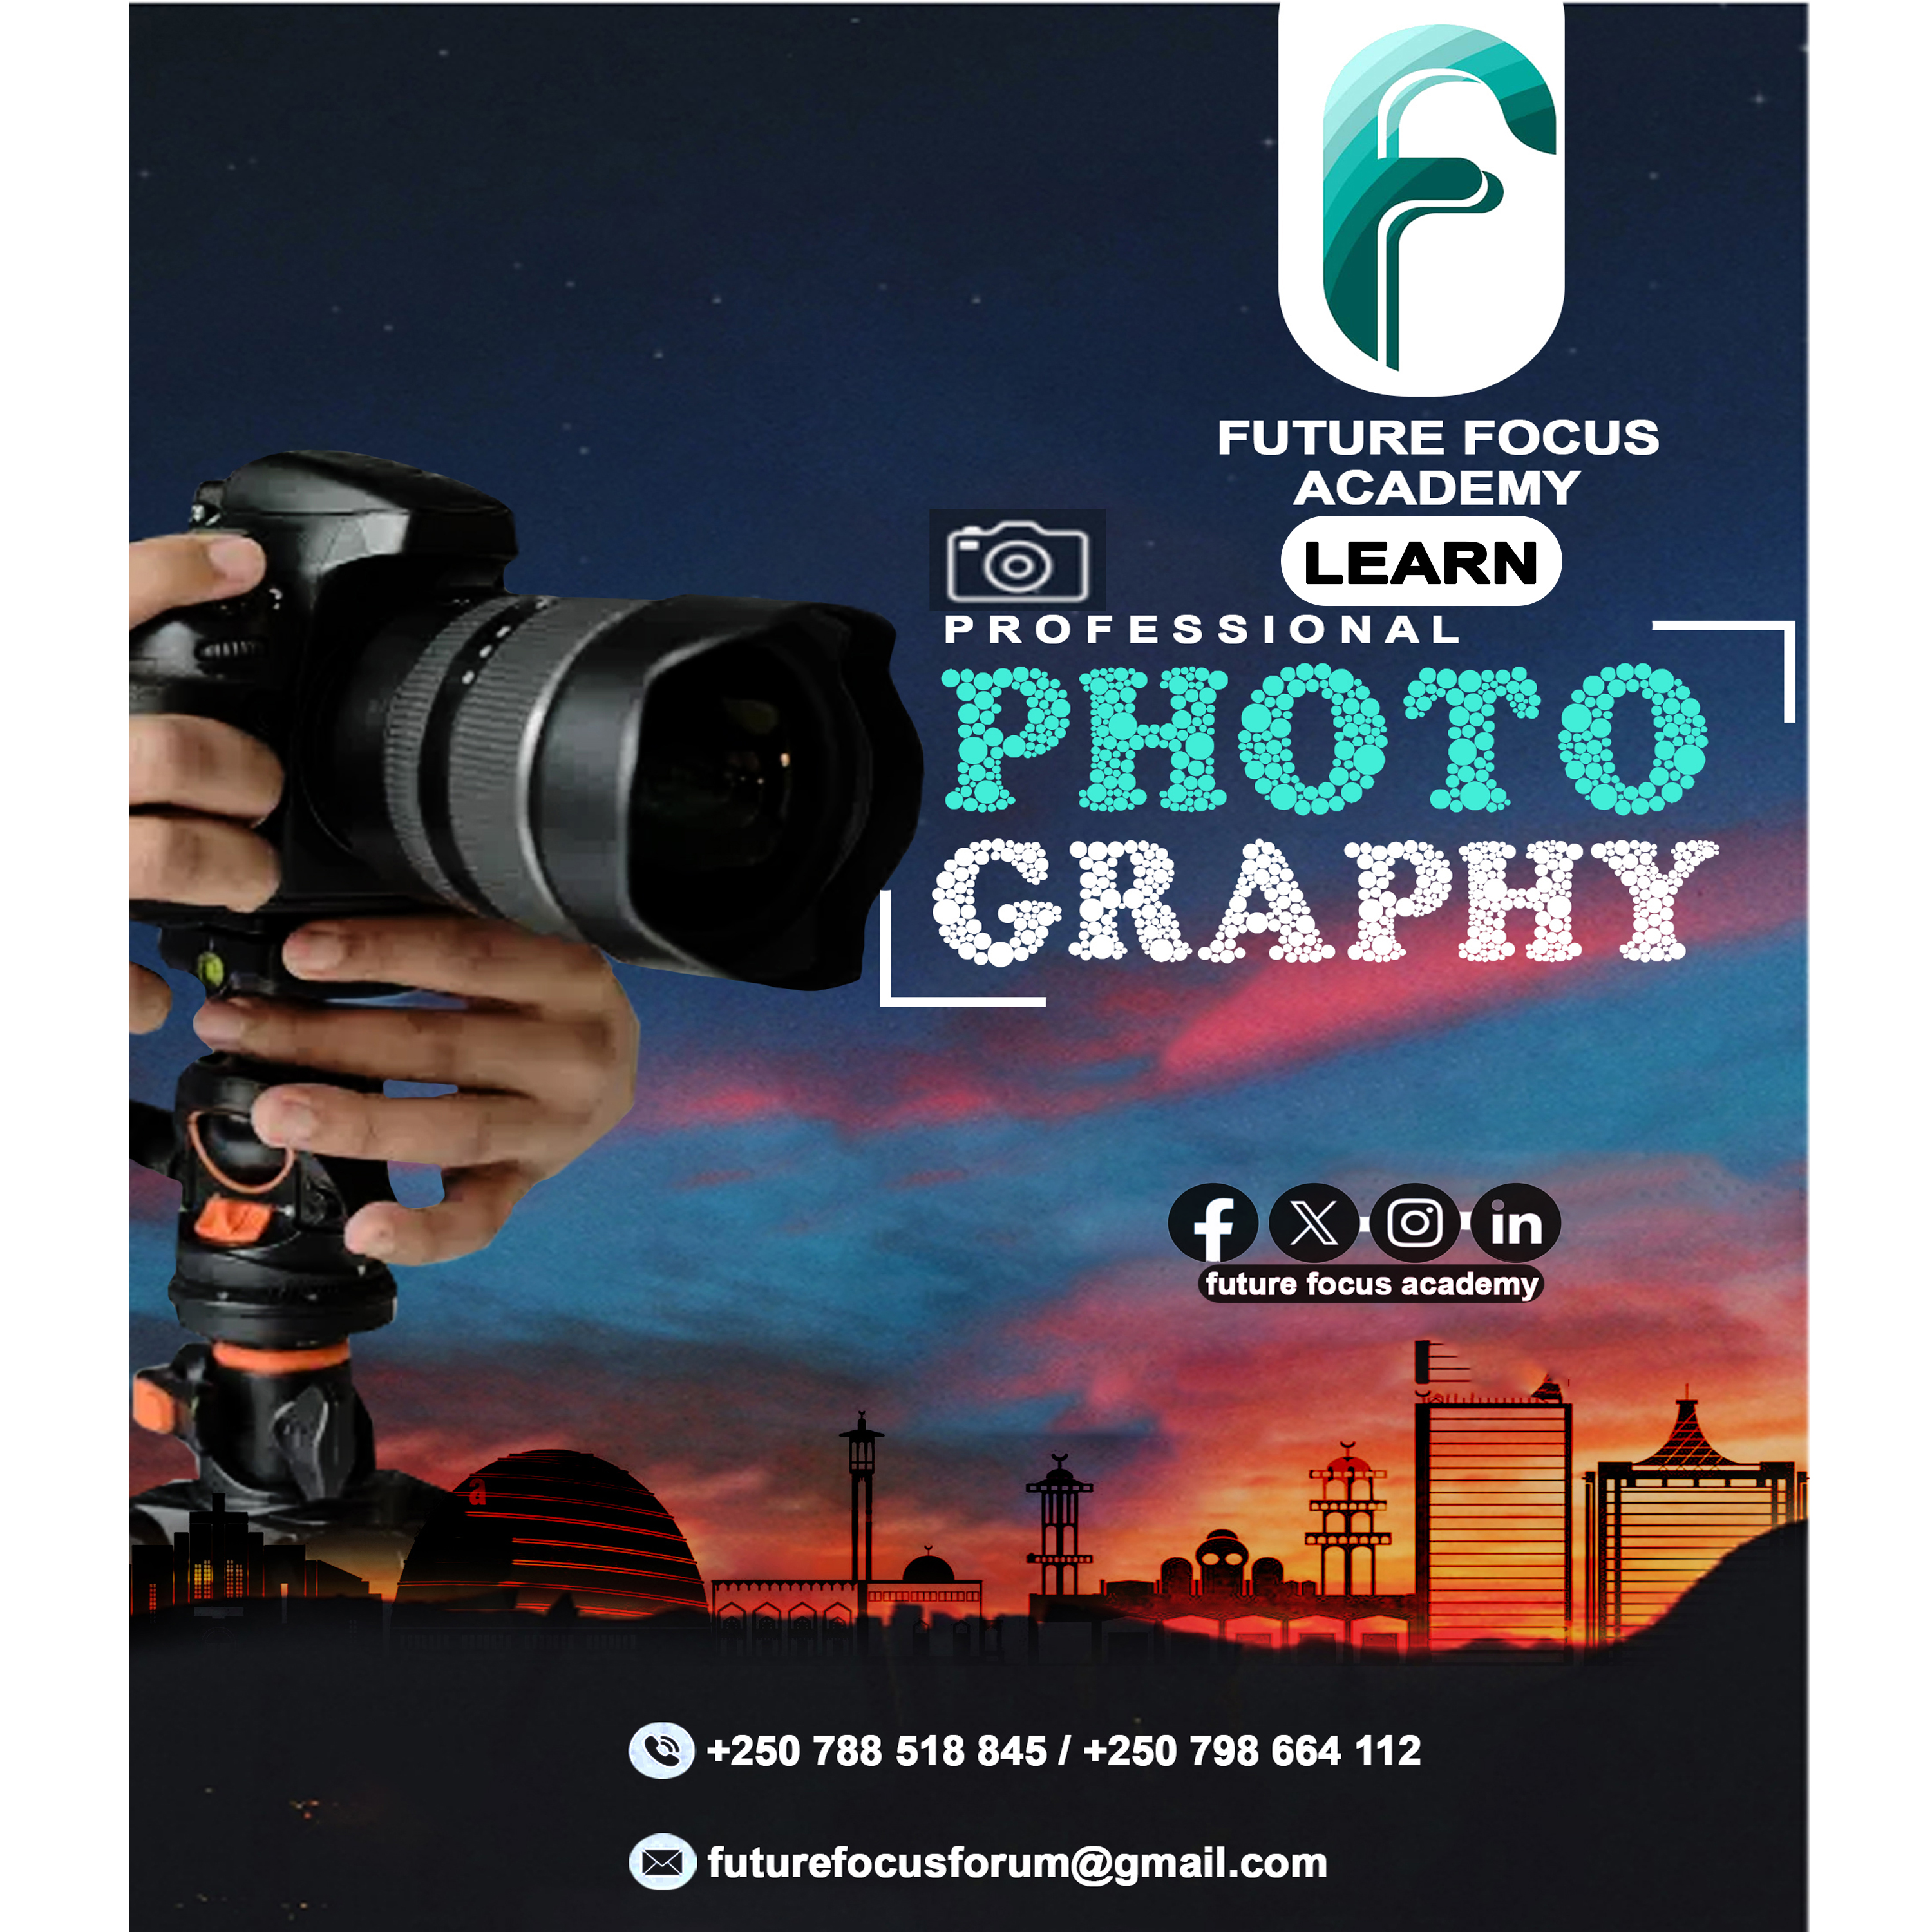 FUTURE FOCUS
ACADEMY
LEARN
PROFESSIONAL
PHOTO
GRAPHY
future focus academy
+250 788 518 845 / +250 798 664 112
futurefocusforum@gmail.com